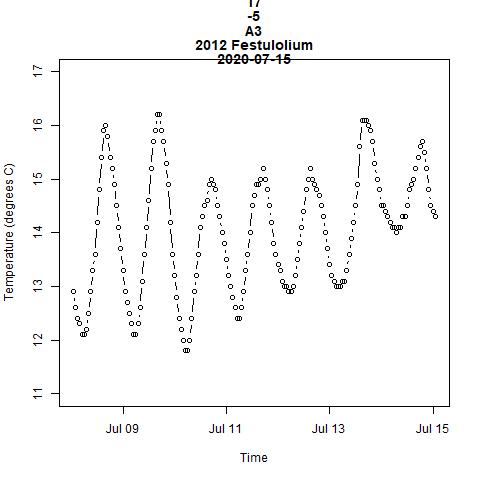 17
-5
A3
2012 Festulolium
2020-07-15
Temperature (degrees C)
17
16
15
14
13
12
11
Jul 09
Jul 11
Jul 13
Jul 15
Time